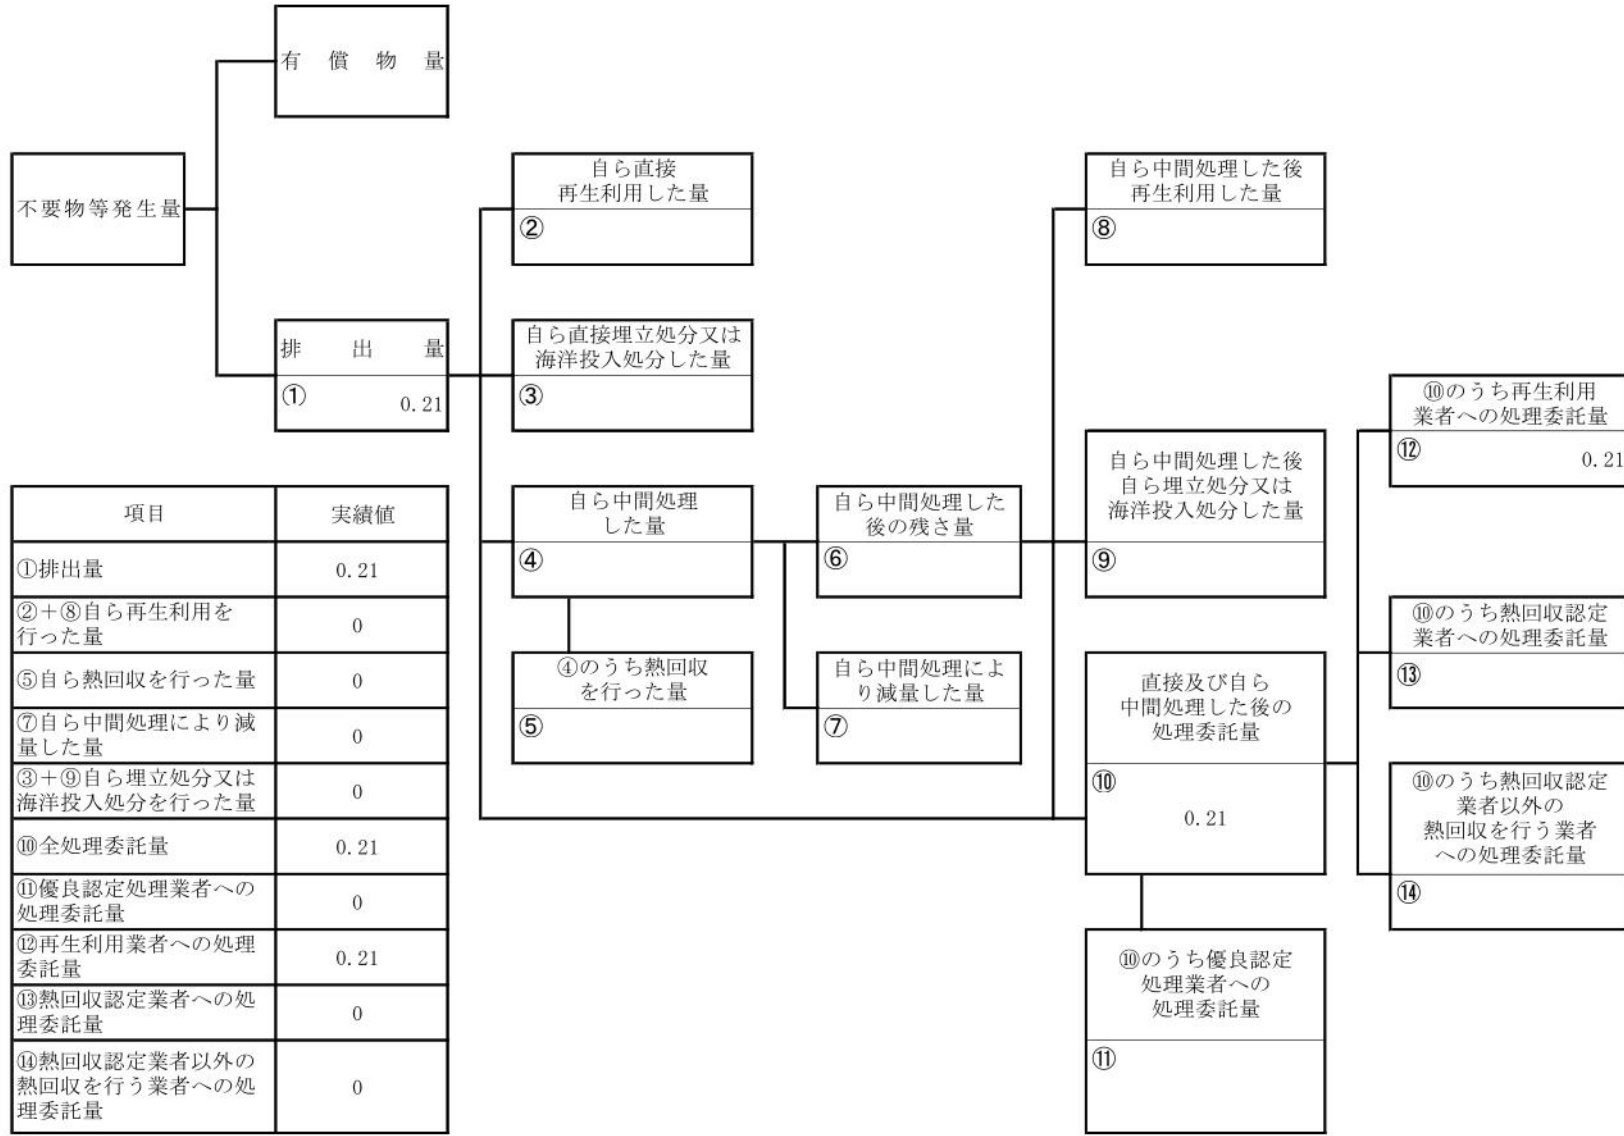 有償物量
不要物等発生量
排出量
①
0.21
自ら直接
再生利用した量
②
自ら直接埋立処分又は
海洋投入処分した量
③
自ら中間処理
した量
④
④のうち熱回収
を行った量
⑤
自ら中間処理した
後の残さ量
⑥
自ら中間処理によ
り減量した量
⑦
自ら中間処理した後
再生利用した量
⑧
自ら中間処理した後
自ら埋立処分又は
海洋投入処分した量
⑨
直接及び自ら
中間処理した後の
処理委託量
⑩
0.21
⑩のうち優良認定
処理業者への
処理委託量
⑪
⑩のうち再生利用
業者への処理委託量
⑫
0.21
⑩のうち熱回収認定
業者への処理委託量
⑬
⑩のうち熱回収認定
業者以外の
熱回収を行う業者
への処理委託量
⑭
項目 実績値
①排出量 0.21
②+⑧自ら再生利用を
行った量 0
⑤自ら熱回収を行った量 0
⑦自ら中間処理により減
量した量 0
③+⑨自ら埋立処分又は
海洋投入処分を行った量 0
⑩全処理委託量 0.21
⑪優良認定処理業者への
処理委託量 0
⑫再生利用業者への処理
委託量 0.21
⑬熱回収認定業者への処
理委託量 0
⑭熱回収認定業者以外の
熱回収を行う業者への処
理委託量 0